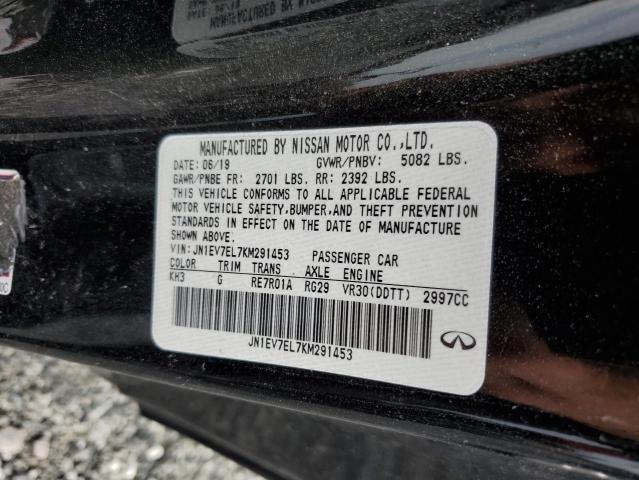 MANUFACTURED BY NISSAN MOTOR CO.,LTD.
DATE: 06/19 GVWR/PNBV: 5082 LBS.
GAWR/PNBE FR: 2701 LBS. RR: 2392 LBS.
THIS VEHICLE CONFORMS TO ALL APPLICABLE FEDERAL
MOTOR VEHICLE SAFETY,BUMPER,AND THEFT PREVENTION
STANDARDS IN EFFECT ON THE DATE OF MANUFACTURE
SHOWN ABOVE.
VIN: JN1EV7EL7KM291453 PASSENGER CAR
COLOR TRIM TRANS AXLE ENGINE
KH3 G RE7R01A RG29 VR30(DDTT) 2997CC
JN1EV7EL7KM291453